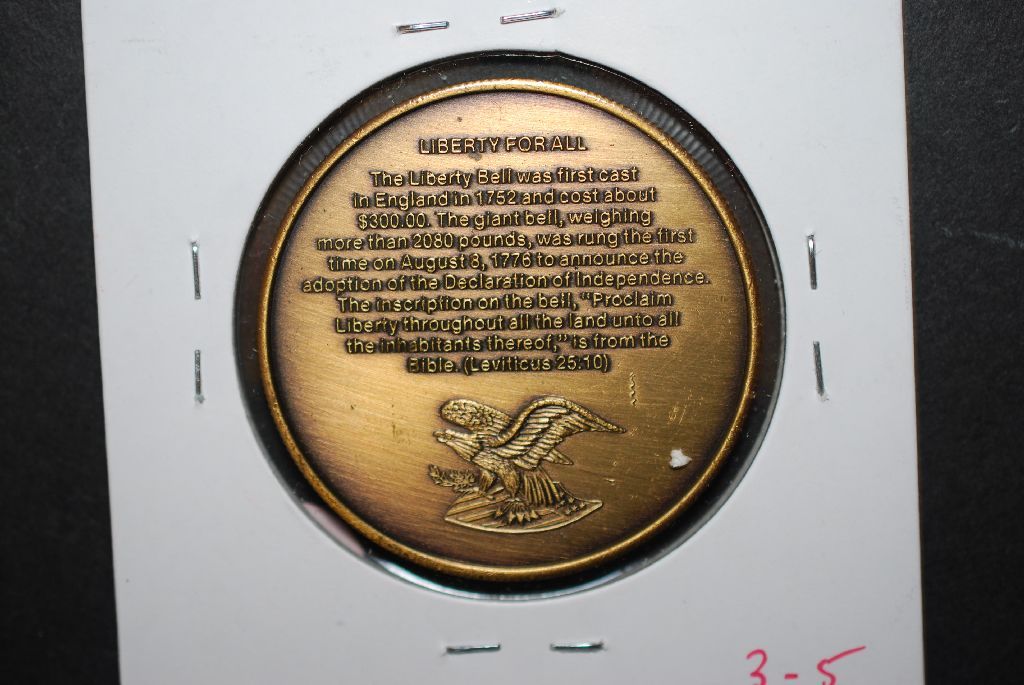 LIBERTY FOR ALL
The Liberty Bell was first cast
in England in 1752 and cost about
$300.00. The giant bell, weighing
more than 2080 pounds, was rung the first
time on August 8, 1776 to announce the
adoption of the Declaration of Independence.
The inscription on the bell, "Proclaim
Liberty throughout all the land unto all
the inhabitants thereof," is from the
Bible. (Leviticus 25:10)
3-5